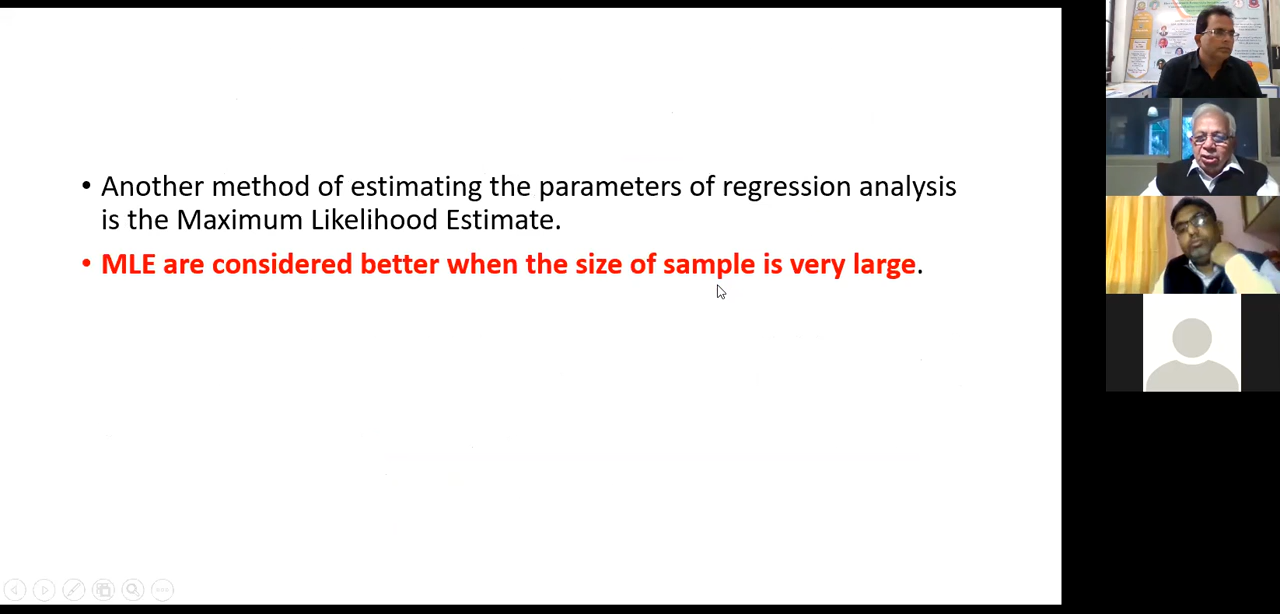 • Another method of estimating the parameters of regression analysis
is the Maximum Likelihood Estimate.
• MLE are considered better when the size of sample is very large.